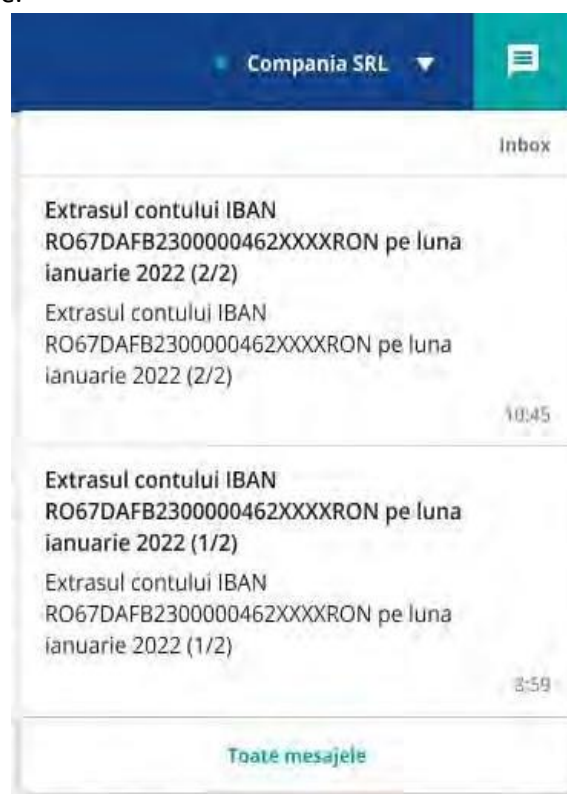 e.
Compania SRL
Inbox
Extrasul contului IBAN
RO67DAFB2300000462XXXXRON pe luna
ianuarie 2022 (2/2)
Extrasul contului IBAN
RO67DAFB2300000462XXXXRON pe luna
ianuarie 2022 (2/2)
10:45
Extrasul contului IBAN
RO67DAFB2300000462XXXXRON pe luna
ianuarie 2022 (1/2)
Extrasul contului IBAN
RO67DAFB2300000462XXXXRON pe luna
ianuarie 2022 (1/2)
Toate mesajele